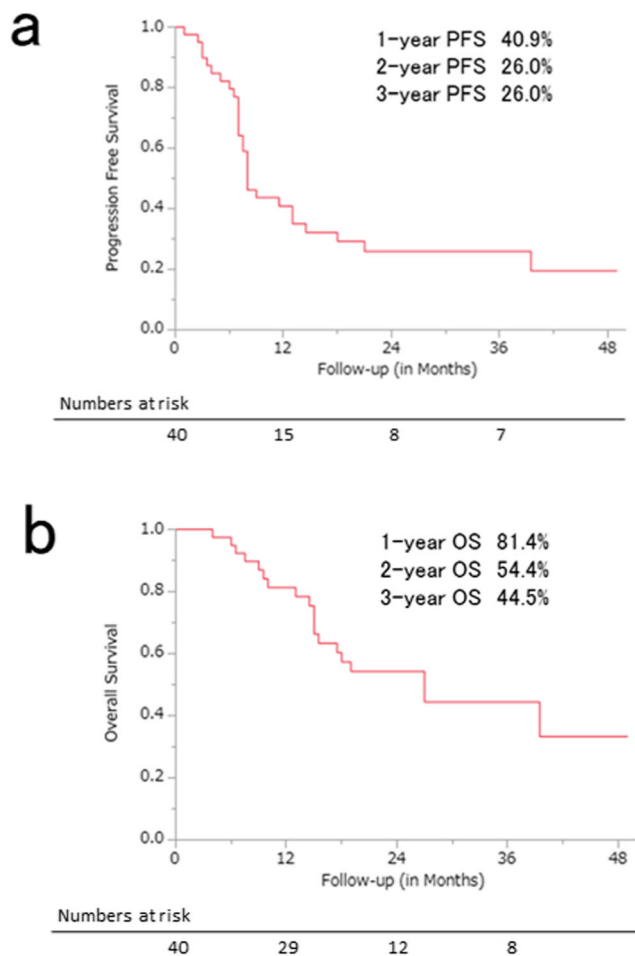 a
1-year PFS 40.9%
2-year PFS 26.0%
3-year PFS 26.0%
Progression Free Survival
1.0
0.8
0.6
0.4
0.2
0.0
0 12 24 36 48
Follow-up (in Months)
Numbers at risk
40 15 8 7
b
1-year OS 81.4%
2-year OS 54.4%
3-year OS 44.5%
Overall Survival
1.0
0.8
0.6
0.4
0.2
0.0
0 12 24 36 48
Follow-up (in Months)
Numbers at risk
40 29 12 8